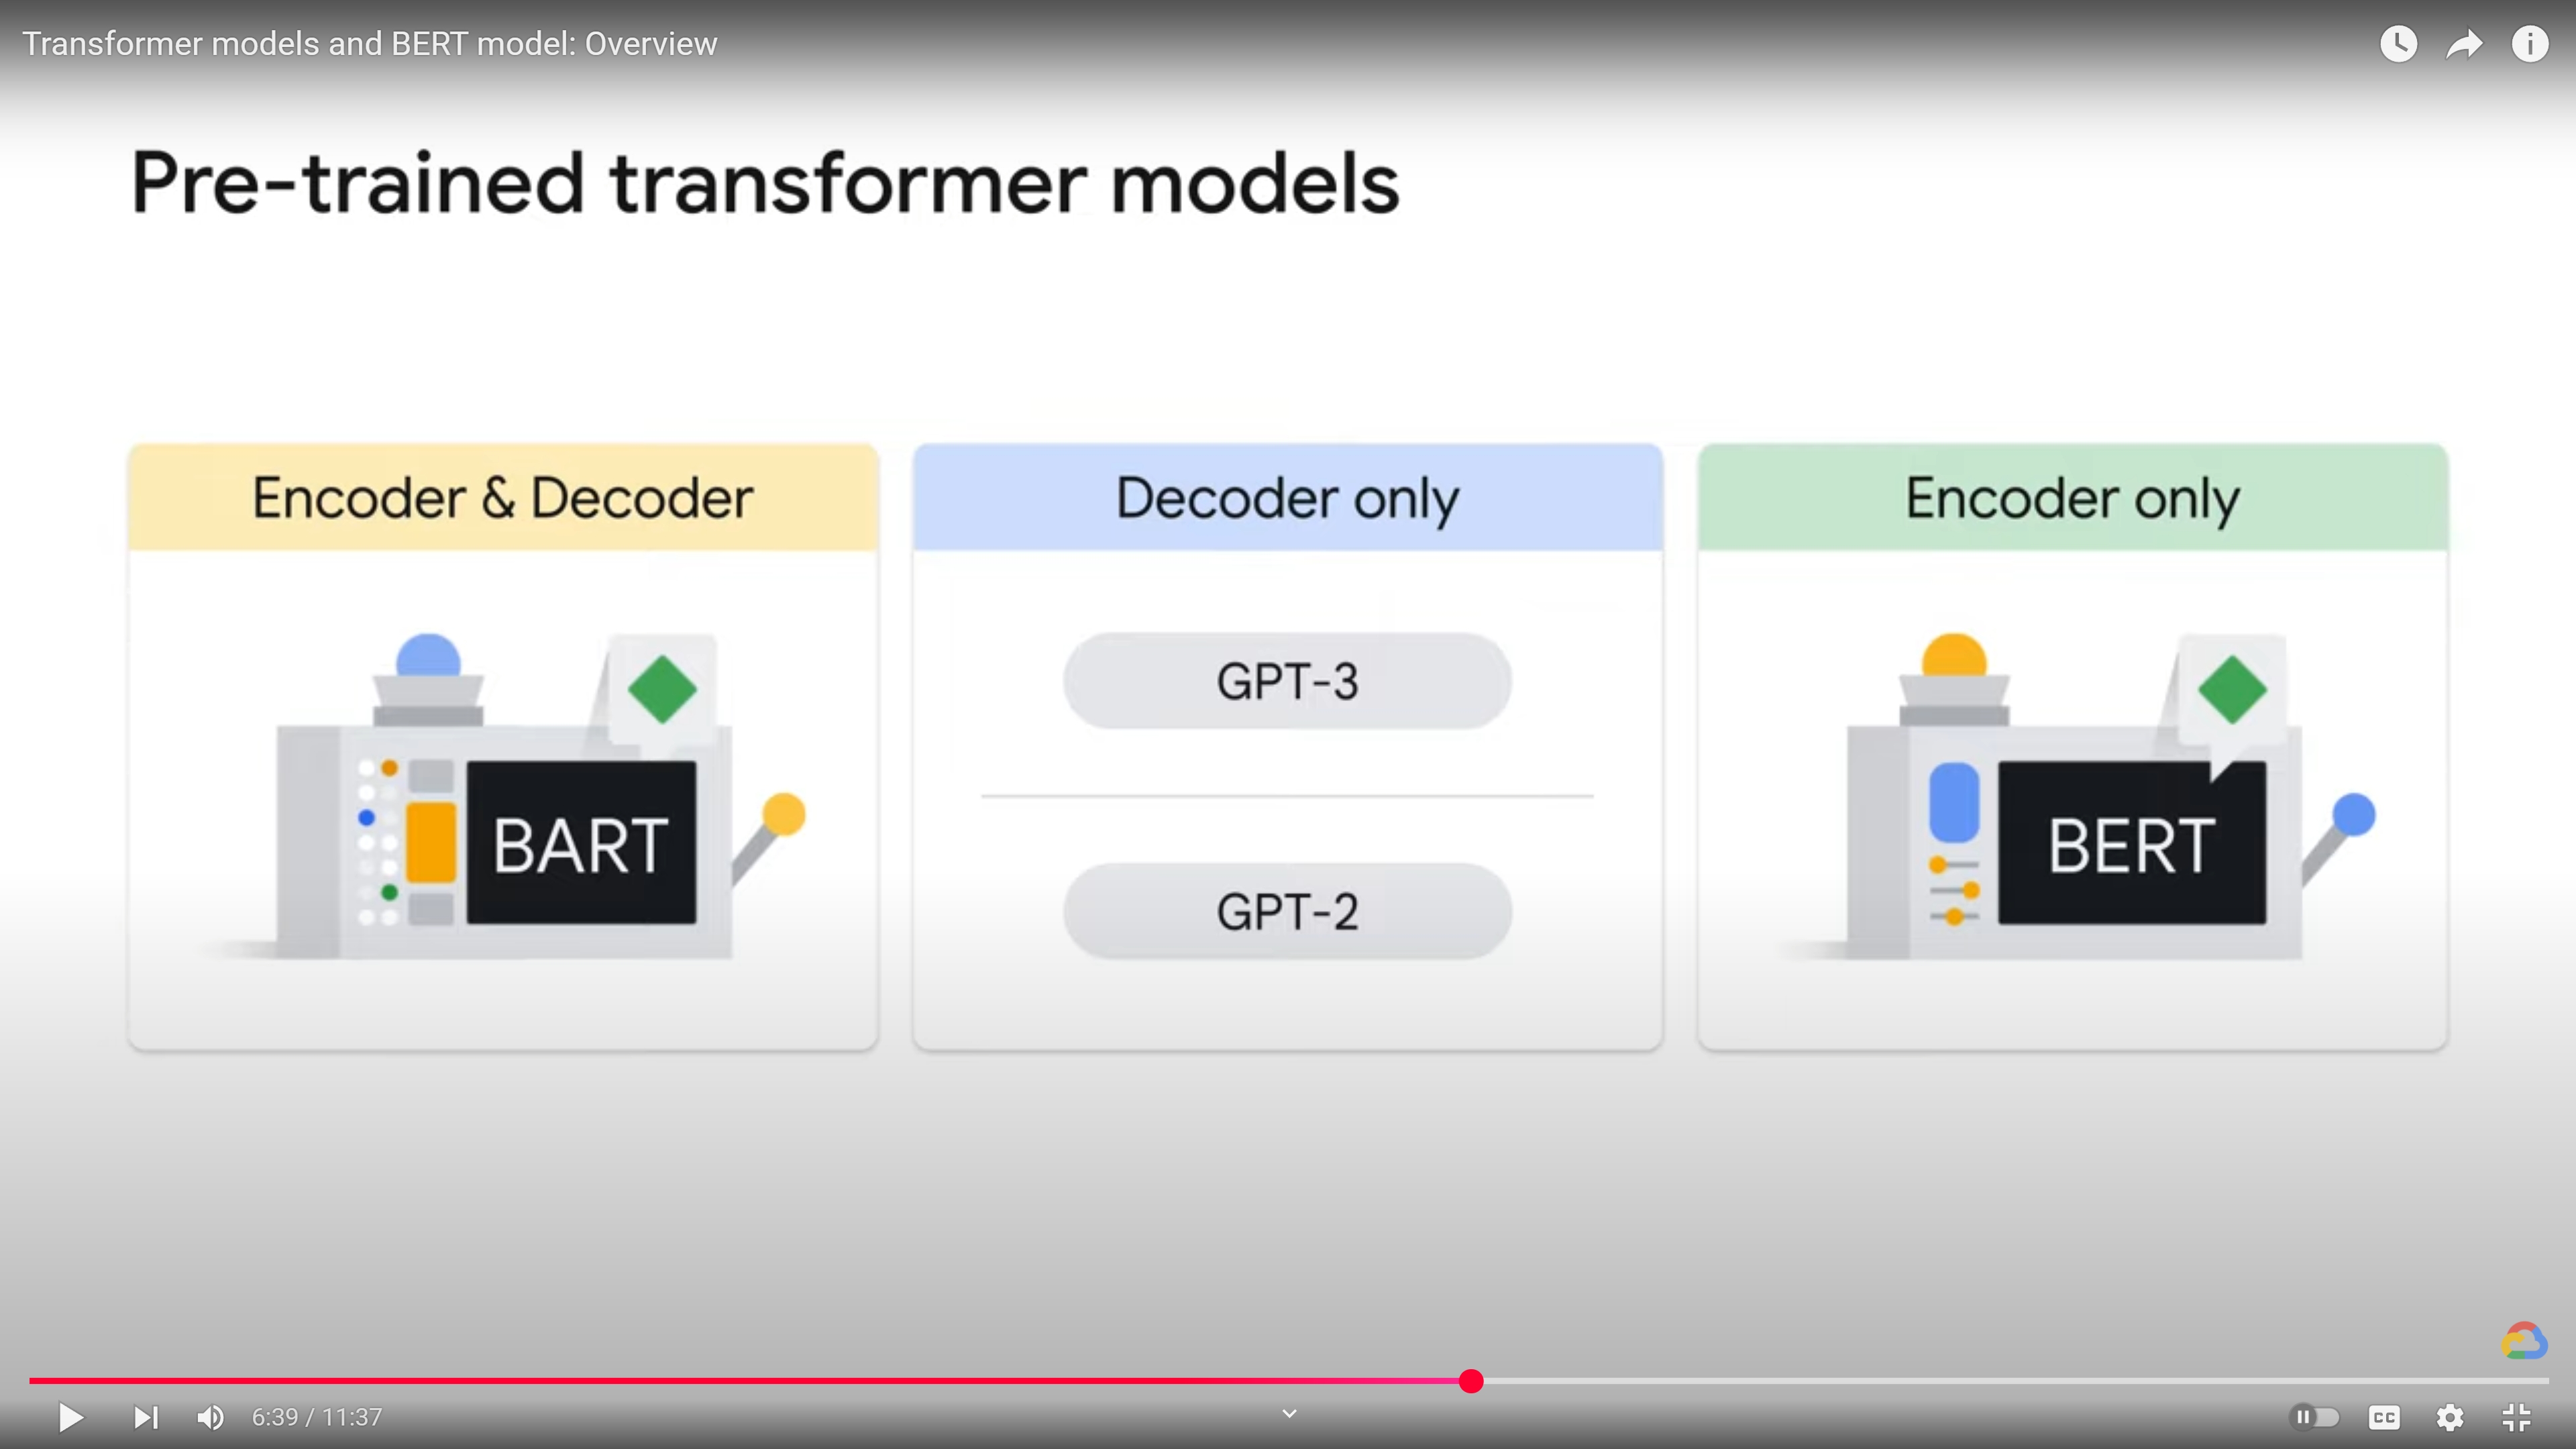 Transformer models and BERT model: Overview
Pre-trained transformer models
Encoder & Decoder
BART
Decoder only
GPT-3
GPT-2
Encoder only
BERT
6:39 / 11:37
CC